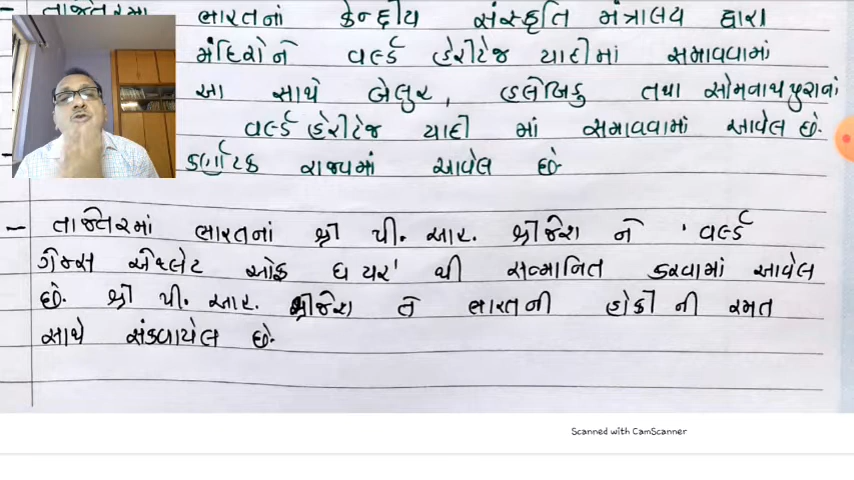 તાજેતરમાં ભારતનાં કેન્દ્રીય સંસ્કૃતિ મંત્રાલય દ્વારા
મંદિરોને વર્લ્ડ હેરીટેજ યાદીમાં સમાવવામાં
આ સાથે બેલુર, હલેબિડુ તથા સોમનાથપુરાનાં
વર્લ્ડ હેરીટેજ યાદી માં સમાવવામાં આવેલ છે.
કર્ણાટક રાજ્યમાં આવેલ છે
– તાજેતરમાં ભારતનાં શ્રી પી. આર. શ્રીજેશ ને 'વર્લ્ડ
ગેમ્સ એથ્લેટ ઓફ ધ યર' થી સન્માનિત કરવામાં આવેલ
છે. શ્રી પી. આર. શ્રીજેશ એ ભારતની હોકી ની રમત
સાથે સંકળાયેલ છે.
Scanned with CamScanner